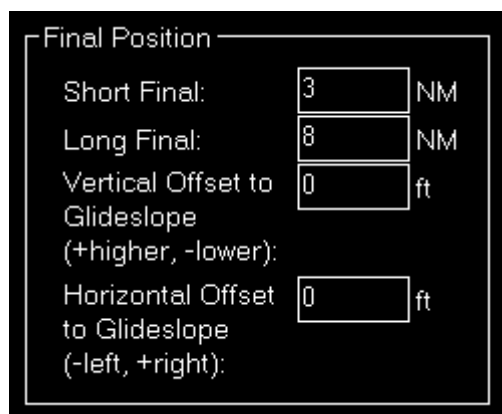 Final Position
Short Final: 3 NM
Long Final: 8 NM
Vertical Offset to 0 ft
Glideslope
(+higher, -lower):
Horizontal Offset 0 ft
to Glideslope
(-left, +right):